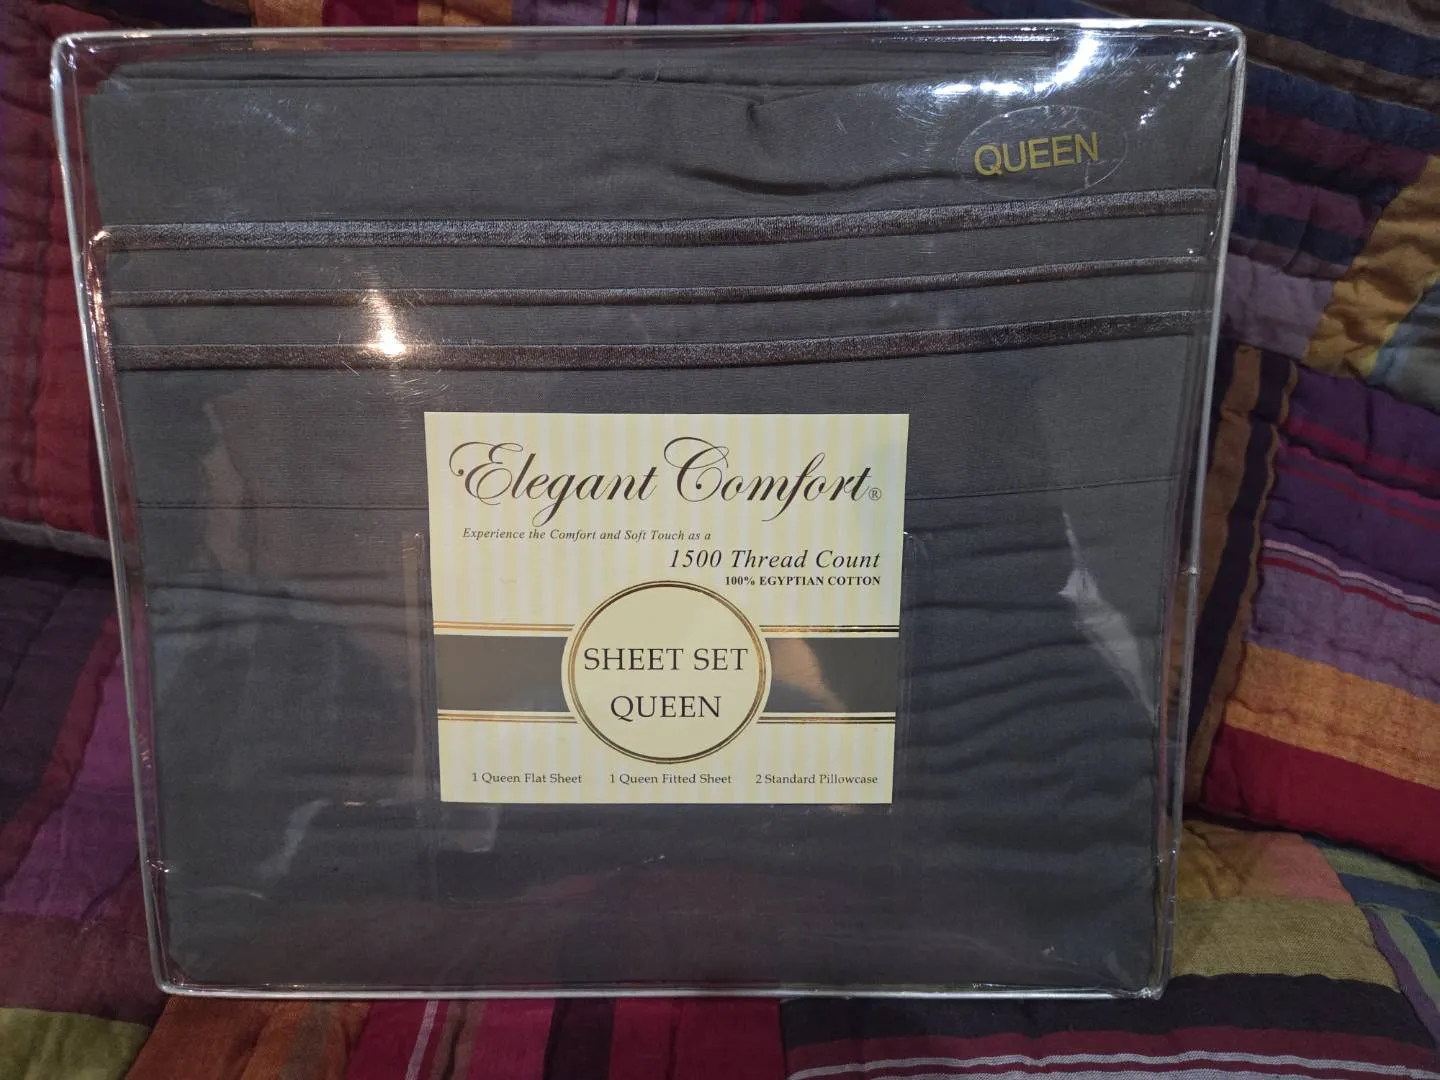 QUEEN
Elegant Comfort®
Experience the Comfort and Soft Touch as a
1500 Thread Count
100% EGYPTIAN COTTON
SHEET SET
QUEEN
1 Queen Flat Sheet 1 Queen Fitted Sheet 2 Standard Pillowcase